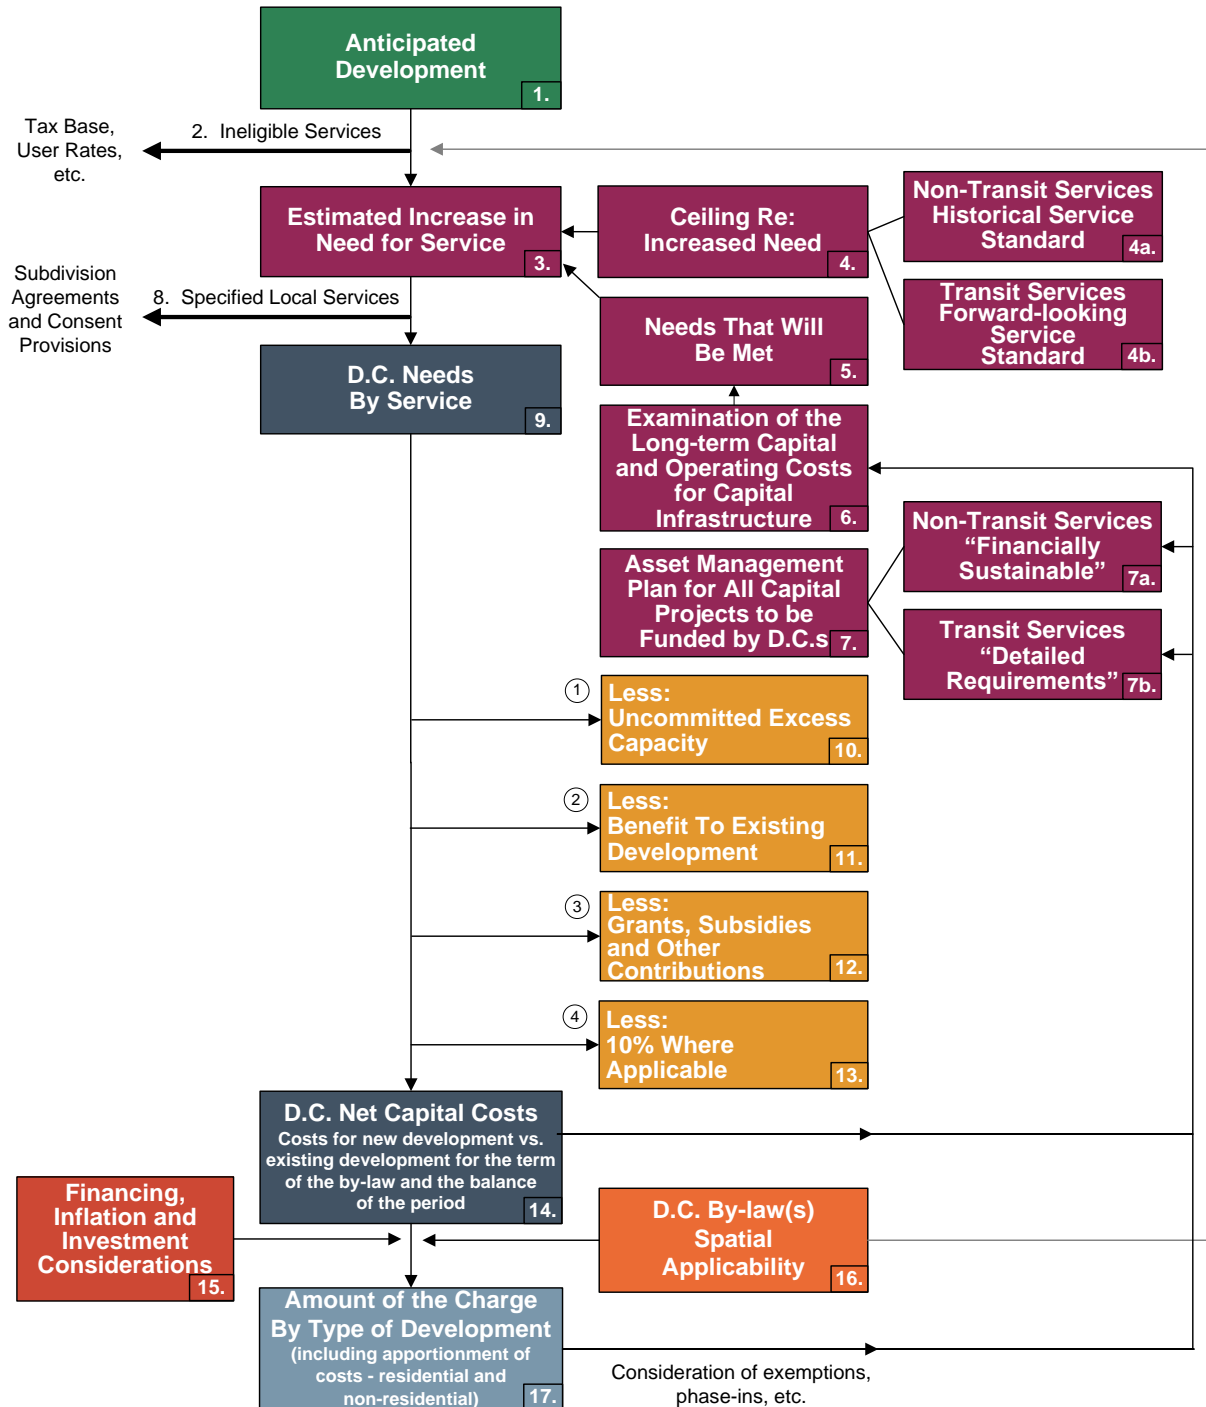 Anticipated
Development
1.
Tax Base,
User Rates,
etc.
2.  Ineligible Services
Estimated Increase in
Need for Service
3.
Ceiling Re:
Increased Need
4.
Non-Transit Services
Historical Service
Standard
4a.
Transit Services
Forward-looking
Service
Standard
4b.
Subdivision
Agreements
and Consent
Provisions
8.  Specified Local Services
Needs That Will
Be Met
5.
D.C. Needs
By Service
9.
Examination of the
Long-term Capital
and Operating Costs
for Capital
Infrastructure
6.
Asset Management
Plan for All Capital
Projects to be
Funded by D.C.s
7.
Non-Transit Services
“Financially
Sustainable”
7a.
Transit Services
“Detailed
Requirements”
7b.
1
Less:
Uncommitted Excess
Capacity
10.
2
Less:
Benefit To Existing
Development
11.
3
Less:
Grants, Subsidies
and Other
Contributions
12.
4
Less:
10% Where
Applicable
13.
D.C. Net Capital Costs
Costs for new development vs.
existing development for the term
of the by-law and the balance
of the period
14.
Financing,
Inflation and
Investment
Considerations
15.
D.C. By-law(s)
Spatial
Applicability
16.
Amount of the Charge
By Type of Development
(including apportionment of
costs - residential and
non-residential)
17.
Consideration of exemptions,
phase-ins, etc.